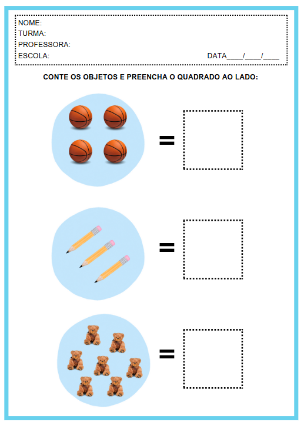 NOME
TURMA:
PROFESSORA:
ESCOLA: DATA____/____/____
CONTE OS OBJETOS E PREENCHA O QUADRADO AO LADO:
=
=
=